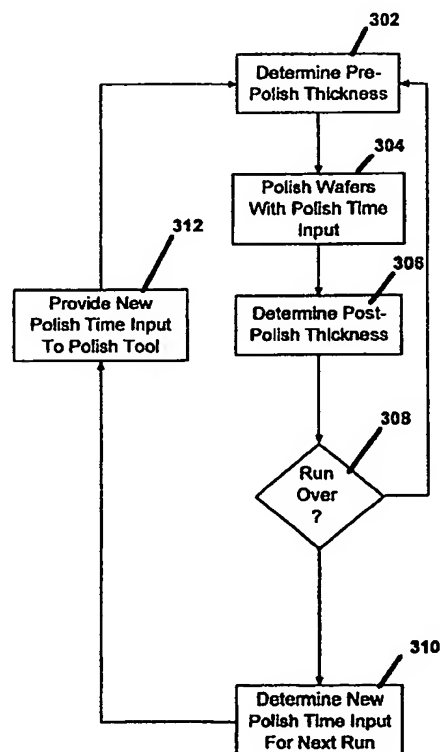 302
Determine Pre-
Polish Thickness
304
Polish Wafers
With Polish Time
Input
312
306
Provide New
Polish Time Input
To Polish Tool
Determine Post-
Polish Thickness
308
Run
Over
?
310
Determine New
Polish Time Input
For Next Run